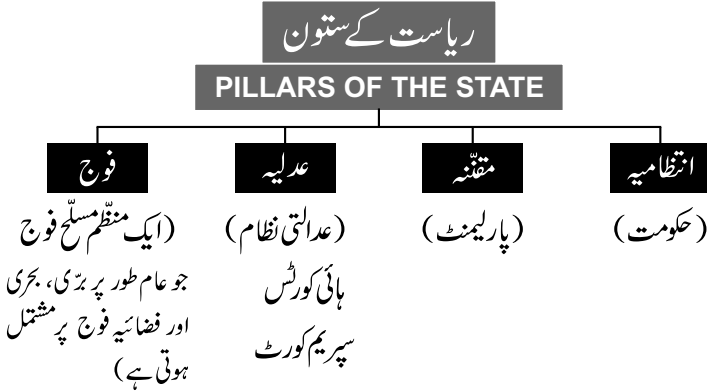 ریاست کے ستون
PILLARS OF THE STATE
انتظامیہ
(حکومت)
مقنّنہ
(پارلیمنٹ)
عدلیہ
(عدالتی نظام)
ہائی کورٹس
سپریم کورٹ
فوج
(ایک منظّم مسلّح فوج
جو عام طور پر برّی، بحری
اور فضائیہ فوج پر مشتمل
ہوتی ہے)